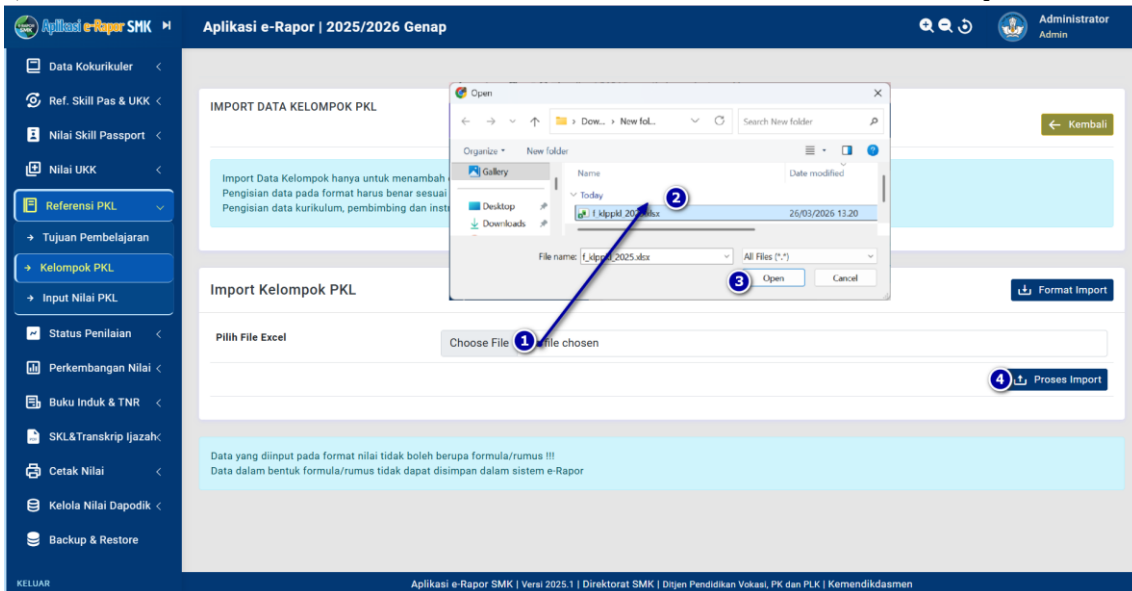 Aplikasi e-Rapor SMK
Aplikasi e-Rapor | 2025/2026 Genap
Administrator
Admin
Data Kokurikuler
Ref. Skill Pas & UKK
Nilai Skill Passport
Nilai UKK
Referensi PKL
Tujuan Pembelajaran
Kelompok PKL
Input Nilai PKL
Status Penilaian
Perkembangan Nilai
Buku Induk & TNR
SKL&Transkrip Ijazah
Cetak Nilai
Kelola Nilai Dapodik
Backup & Restore
KELUAR
IMPORT DATA KELOMPOK PKL
Kembali
Import Data Kelompok hanya untuk menambah
Pengisian data pada format harus benar sesuai
Pengisian data kurikulum, pembimbing dan inst
Open
Dow... > New fol...
Search New folder
Organize
New folder
Gallery
Desktop
Downloads
Name
Date modified
Today
26/03/2026 13.20
2
File name:
All Files (*.*)
3
Open
Cancel
Import Kelompok PKL
Format Import
Pilih File Excel
Choose File
1
file chosen
4
Proses Import
Data yang diinput pada format nilai tidak boleh berupa formula/rumus !!!
Data dalam bentuk formula/rumus tidak dapat disimpan dalam sistem e-Rapor
Aplikasi e-Rapor SMK | Versi 2025.1 | Direktorat SMK | Ditjen Pendidikan Vokasi, PK dan PLK | Kemendikdasmen